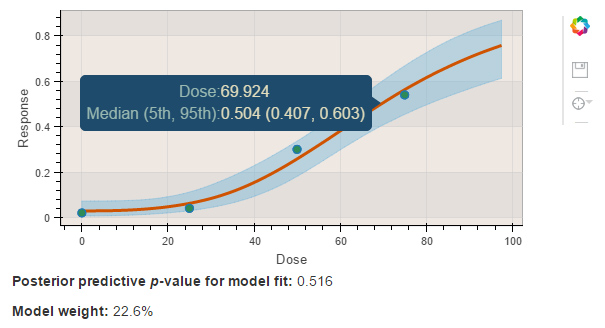 0.8
0.6
Dose:69.924
Median (5th, 95th):0.504 (0.407, 0.603)
0.4
0.2
0
Response
0 20 40 60 80 100
Dose
Posterior predictive p-value for model fit: 0.516
Model weight: 22.6%